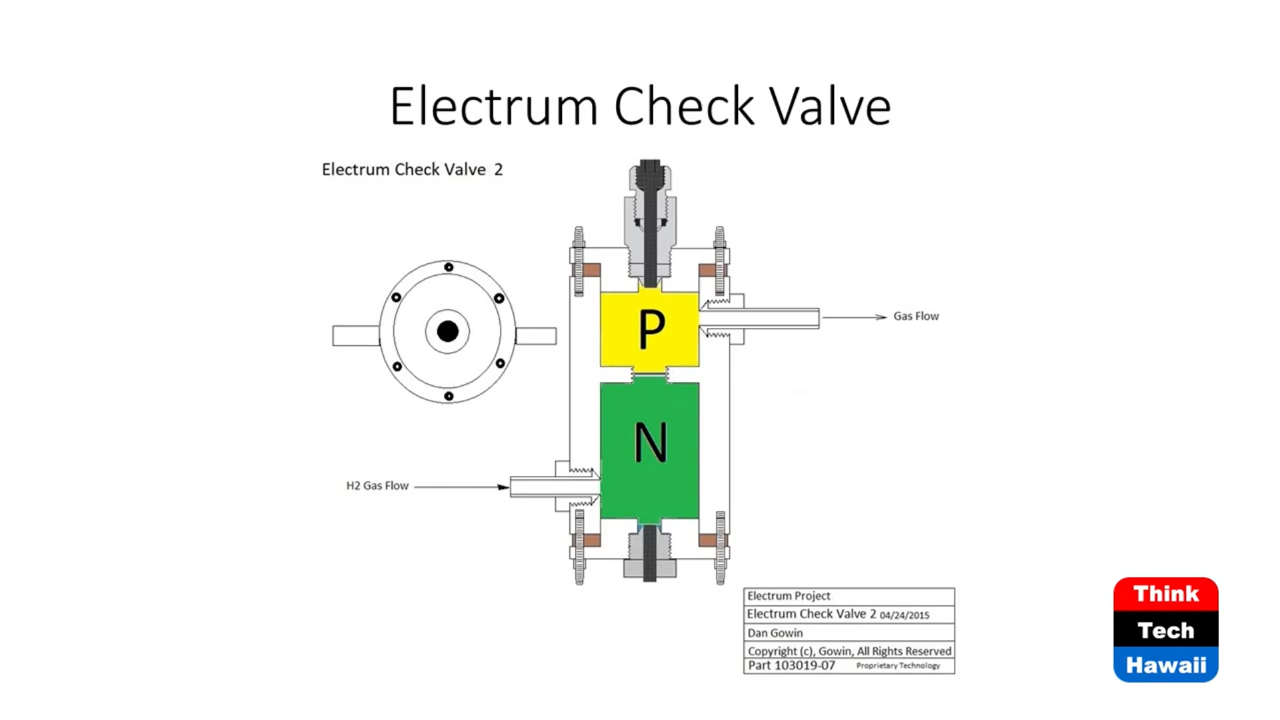 Electrum Check Valve
Electrum Check Valve 2
P
Gas Flow
N
H2 Gas Flow
Electrum Project
Electrum Check Valve 2 04/24/2015
Dan Gowin
Copyright (c), Gowin, All Rights Reserved
Part 103019-07 Proprietary Technology
Think
Tech
Hawaii